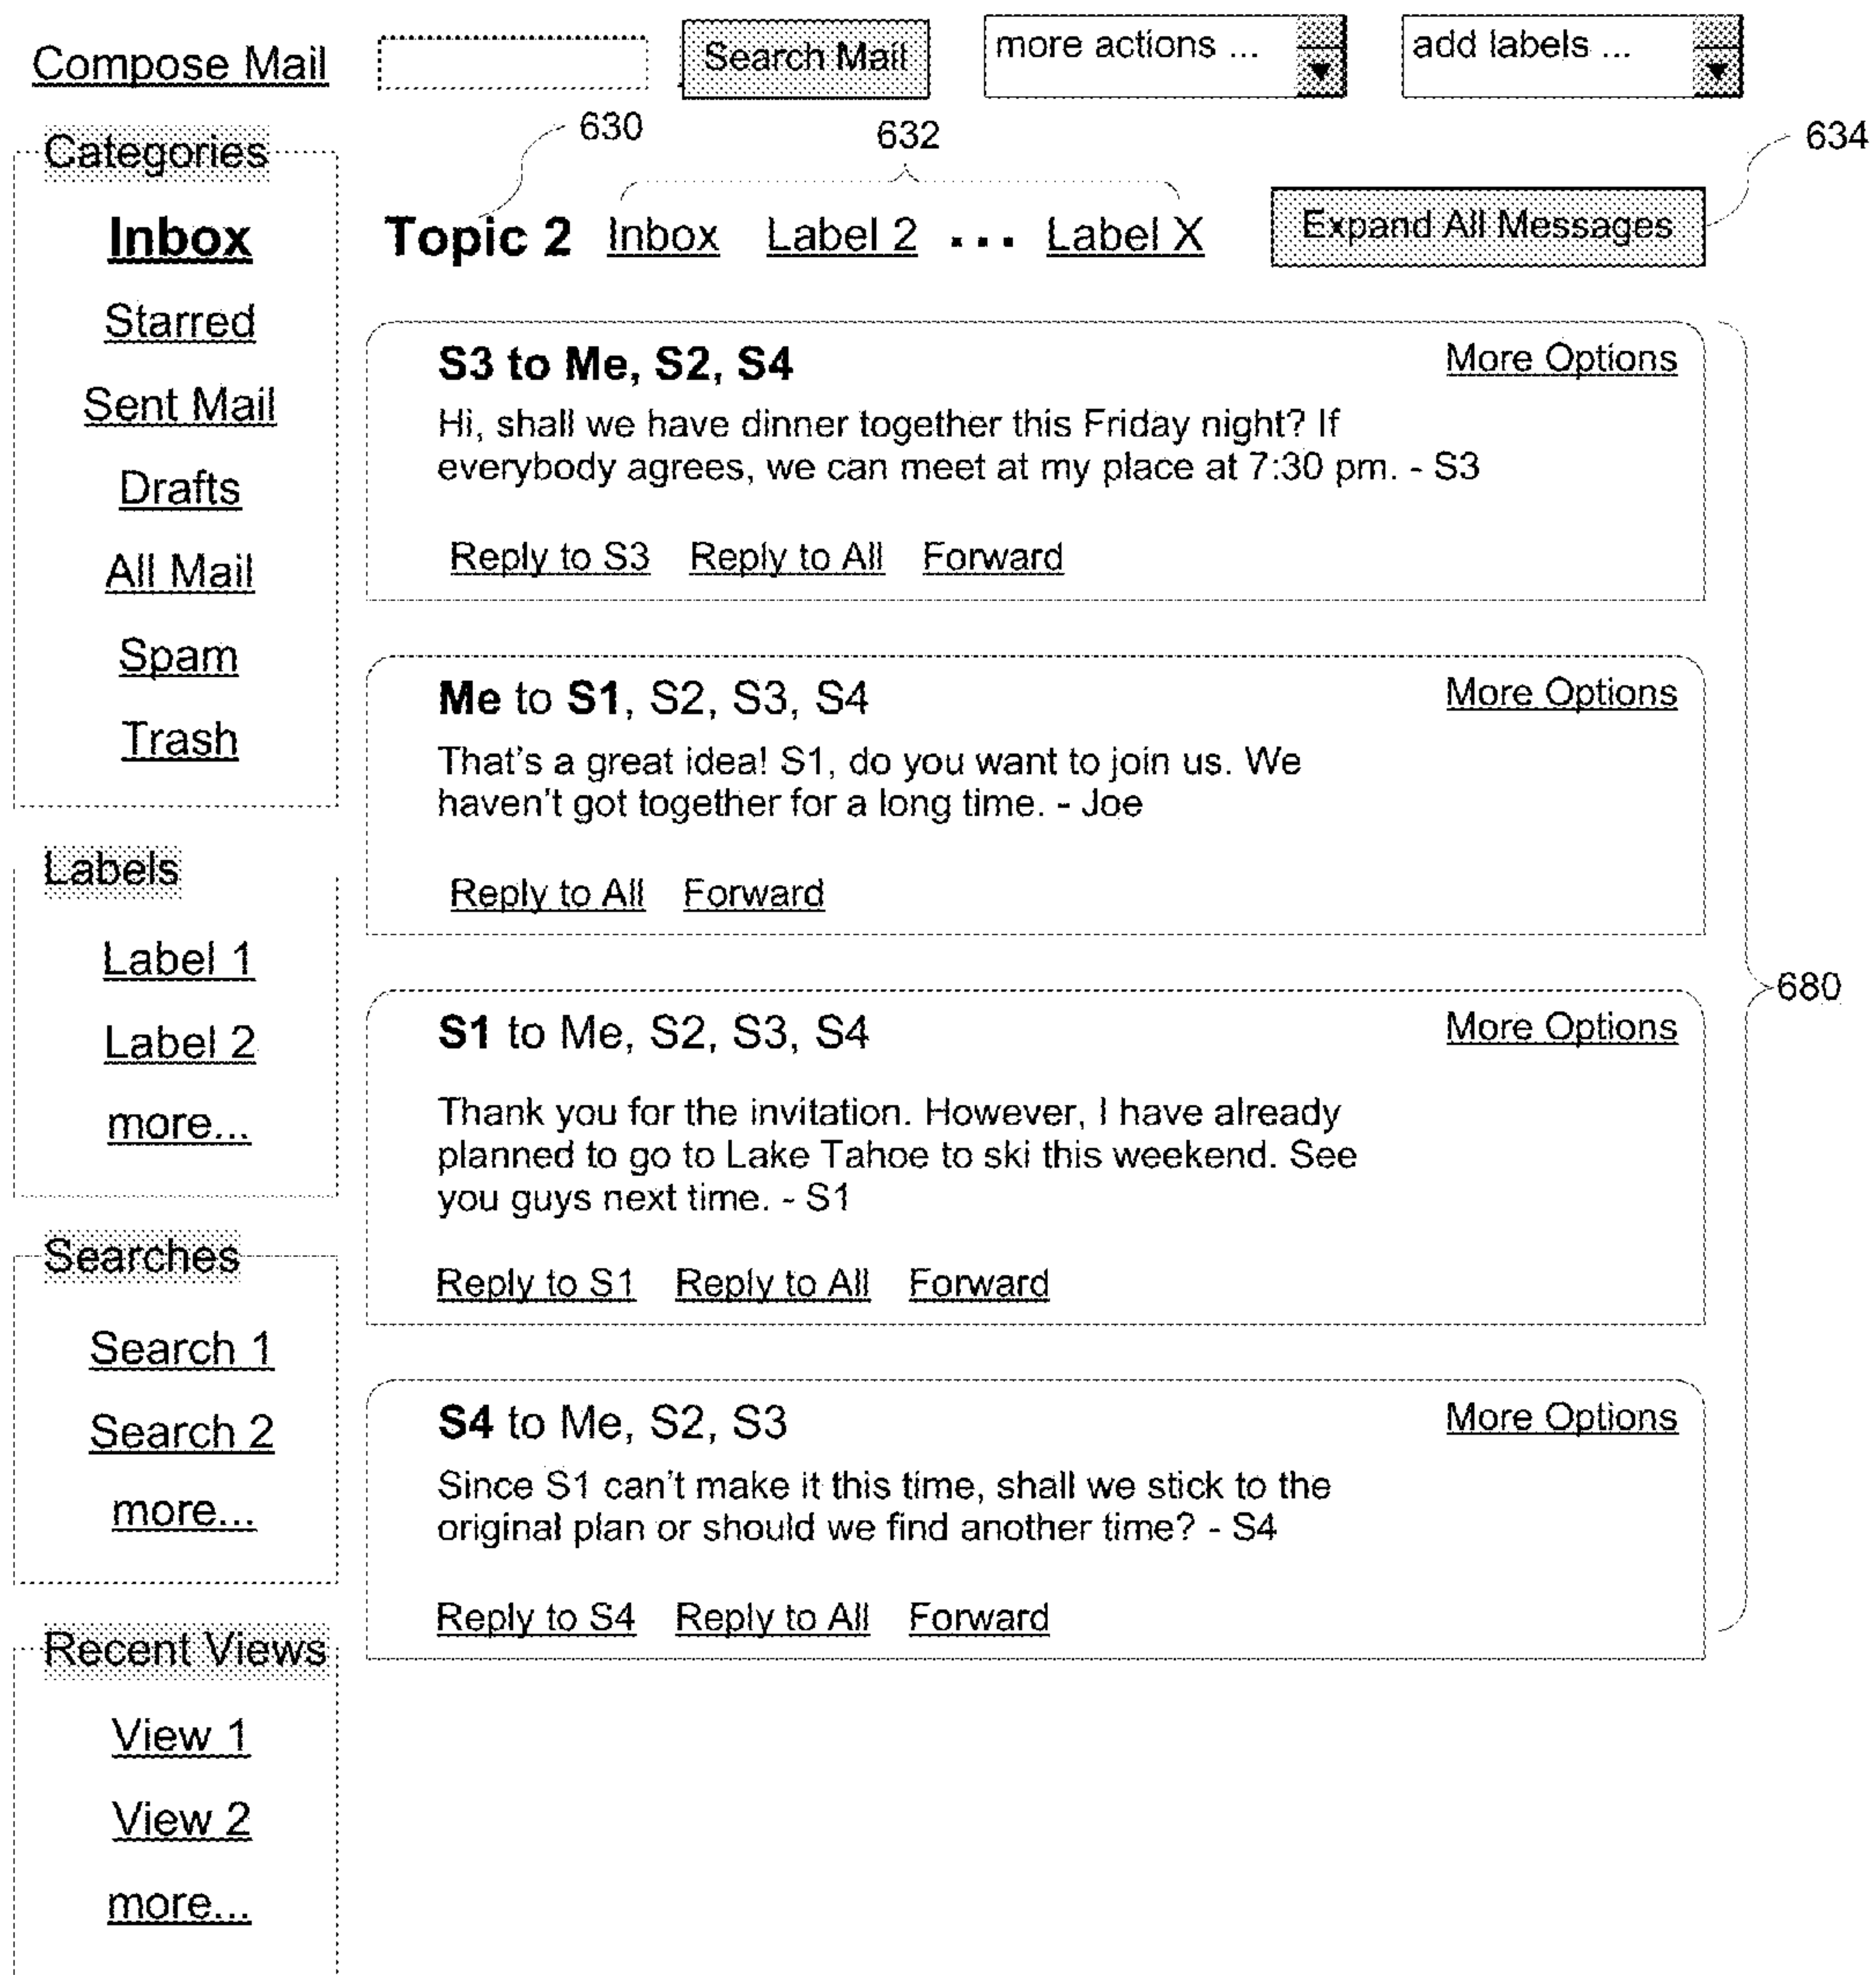 Compose Mail
Search Mail
more actions ...
add labels ...
630
632
634
Categories
Inbox
Starred
Sent Mail
Drafts
All Mail
Spam
Trash
Labels
Label 1
Label 2
more...
Searches
Search 1
Search 2
more...
Recent Views
View 1
View 2
more...
Topic 2 Inbox Label 2 ... Label X
Expand All Messages
S3 to Me, S2, S4
More Options
Hi, shall we have dinner together this Friday night? If
everybody agrees, we can meet at my place at 7:30 pm. - S3
Reply to S3 Reply to All Forward
Me to S1, S2, S3, S4
More Options
That's a great idea! S1, do you want to join us. We
haven't got together for a long time. - Joe
Reply to All Forward
S1 to Me, S2, S3, S4
More Options
Thank you for the invitation. However, I have already
planned to go to Lake Tahoe to ski this weekend. See
you guys next time. - S1
Reply to S1 Reply to All Forward
S4 to Me, S2, S3
More Options
Since S1 can't make it this time, shall we stick to the
original plan or should we find another time? - S4
Reply to S4 Reply to All Forward
680